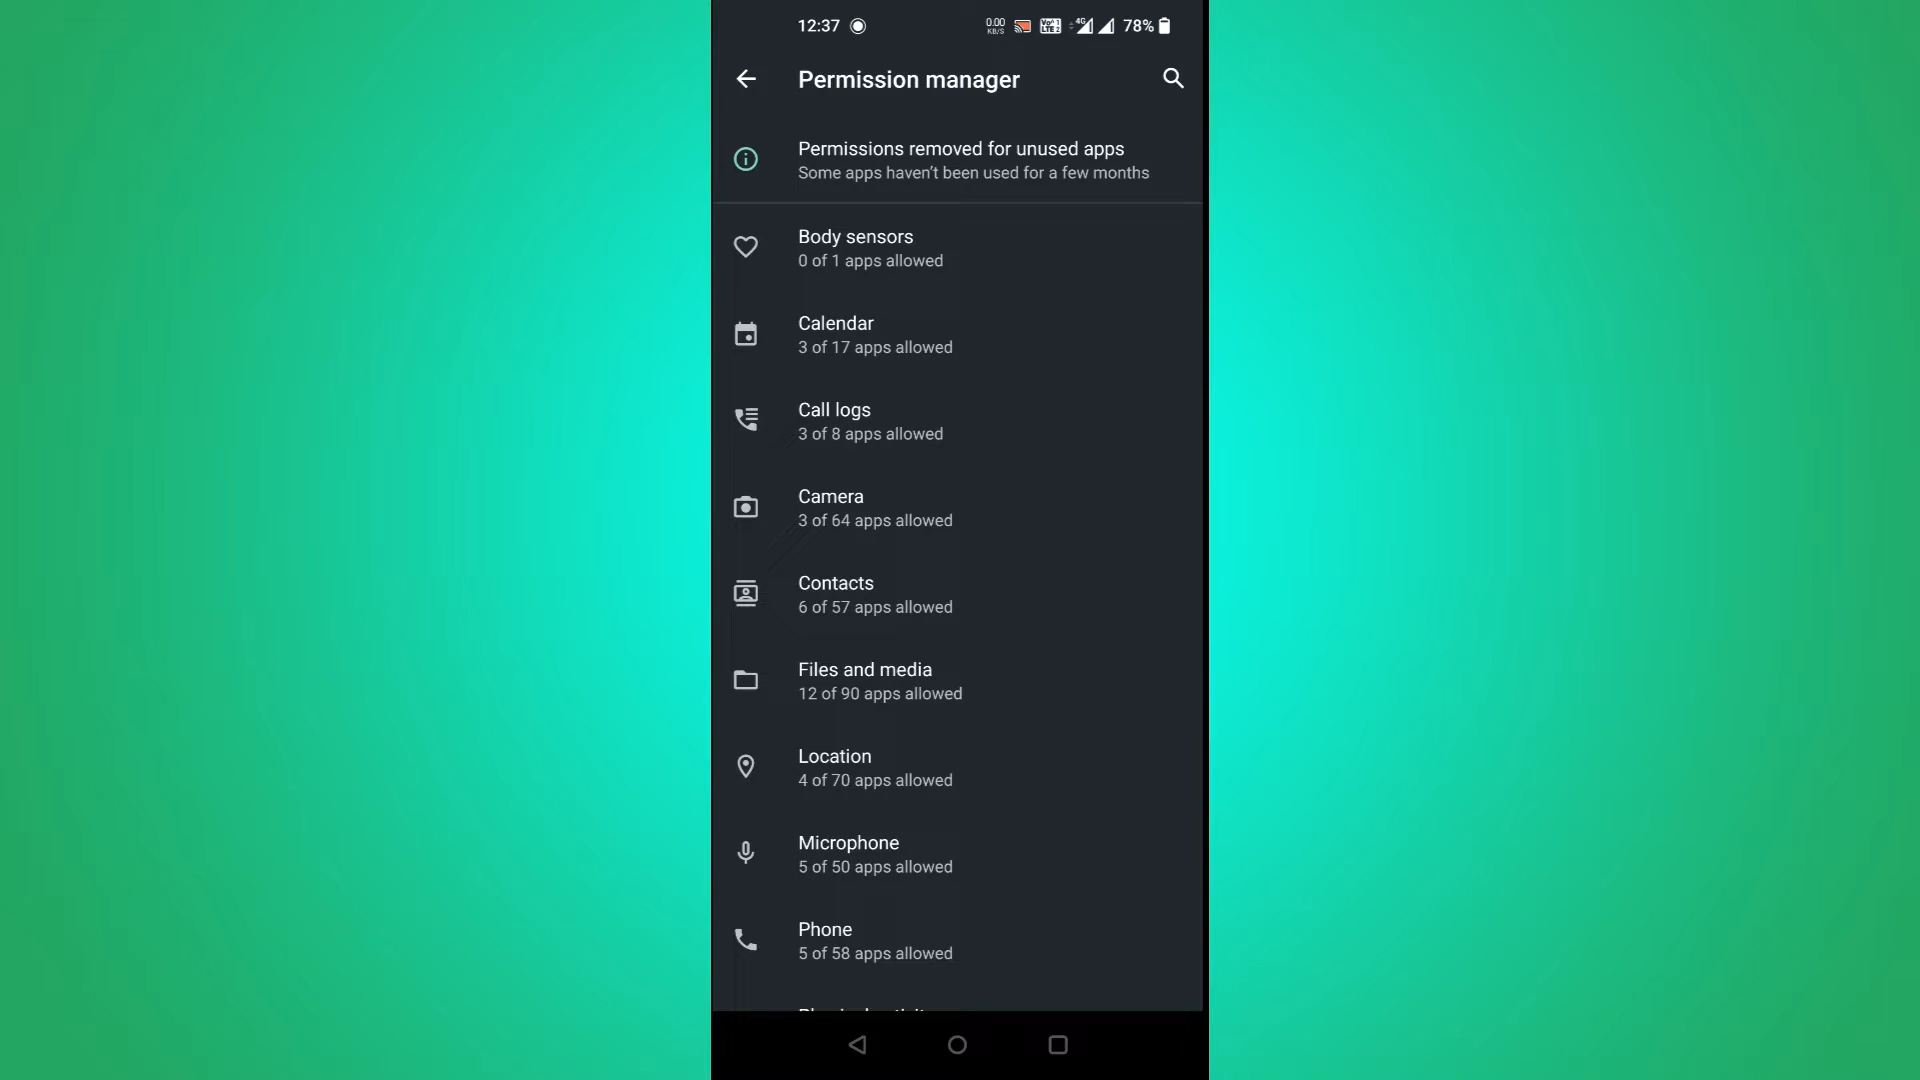 12:37
0.00
KB/S
4G
78%
Permission manager
Permissions removed for unused apps
Some apps haven't been used for a few months
Body sensors
0 of 1 apps allowed
Calendar
3 of 17 apps allowed
Call logs
3 of 8 apps allowed
Camera
3 of 64 apps allowed
Contacts
6 of 57 apps allowed
Files and media
12 of 90 apps allowed
Location
4 of 70 apps allowed
Microphone
5 of 50 apps allowed
Phone
5 of 58 apps allowed